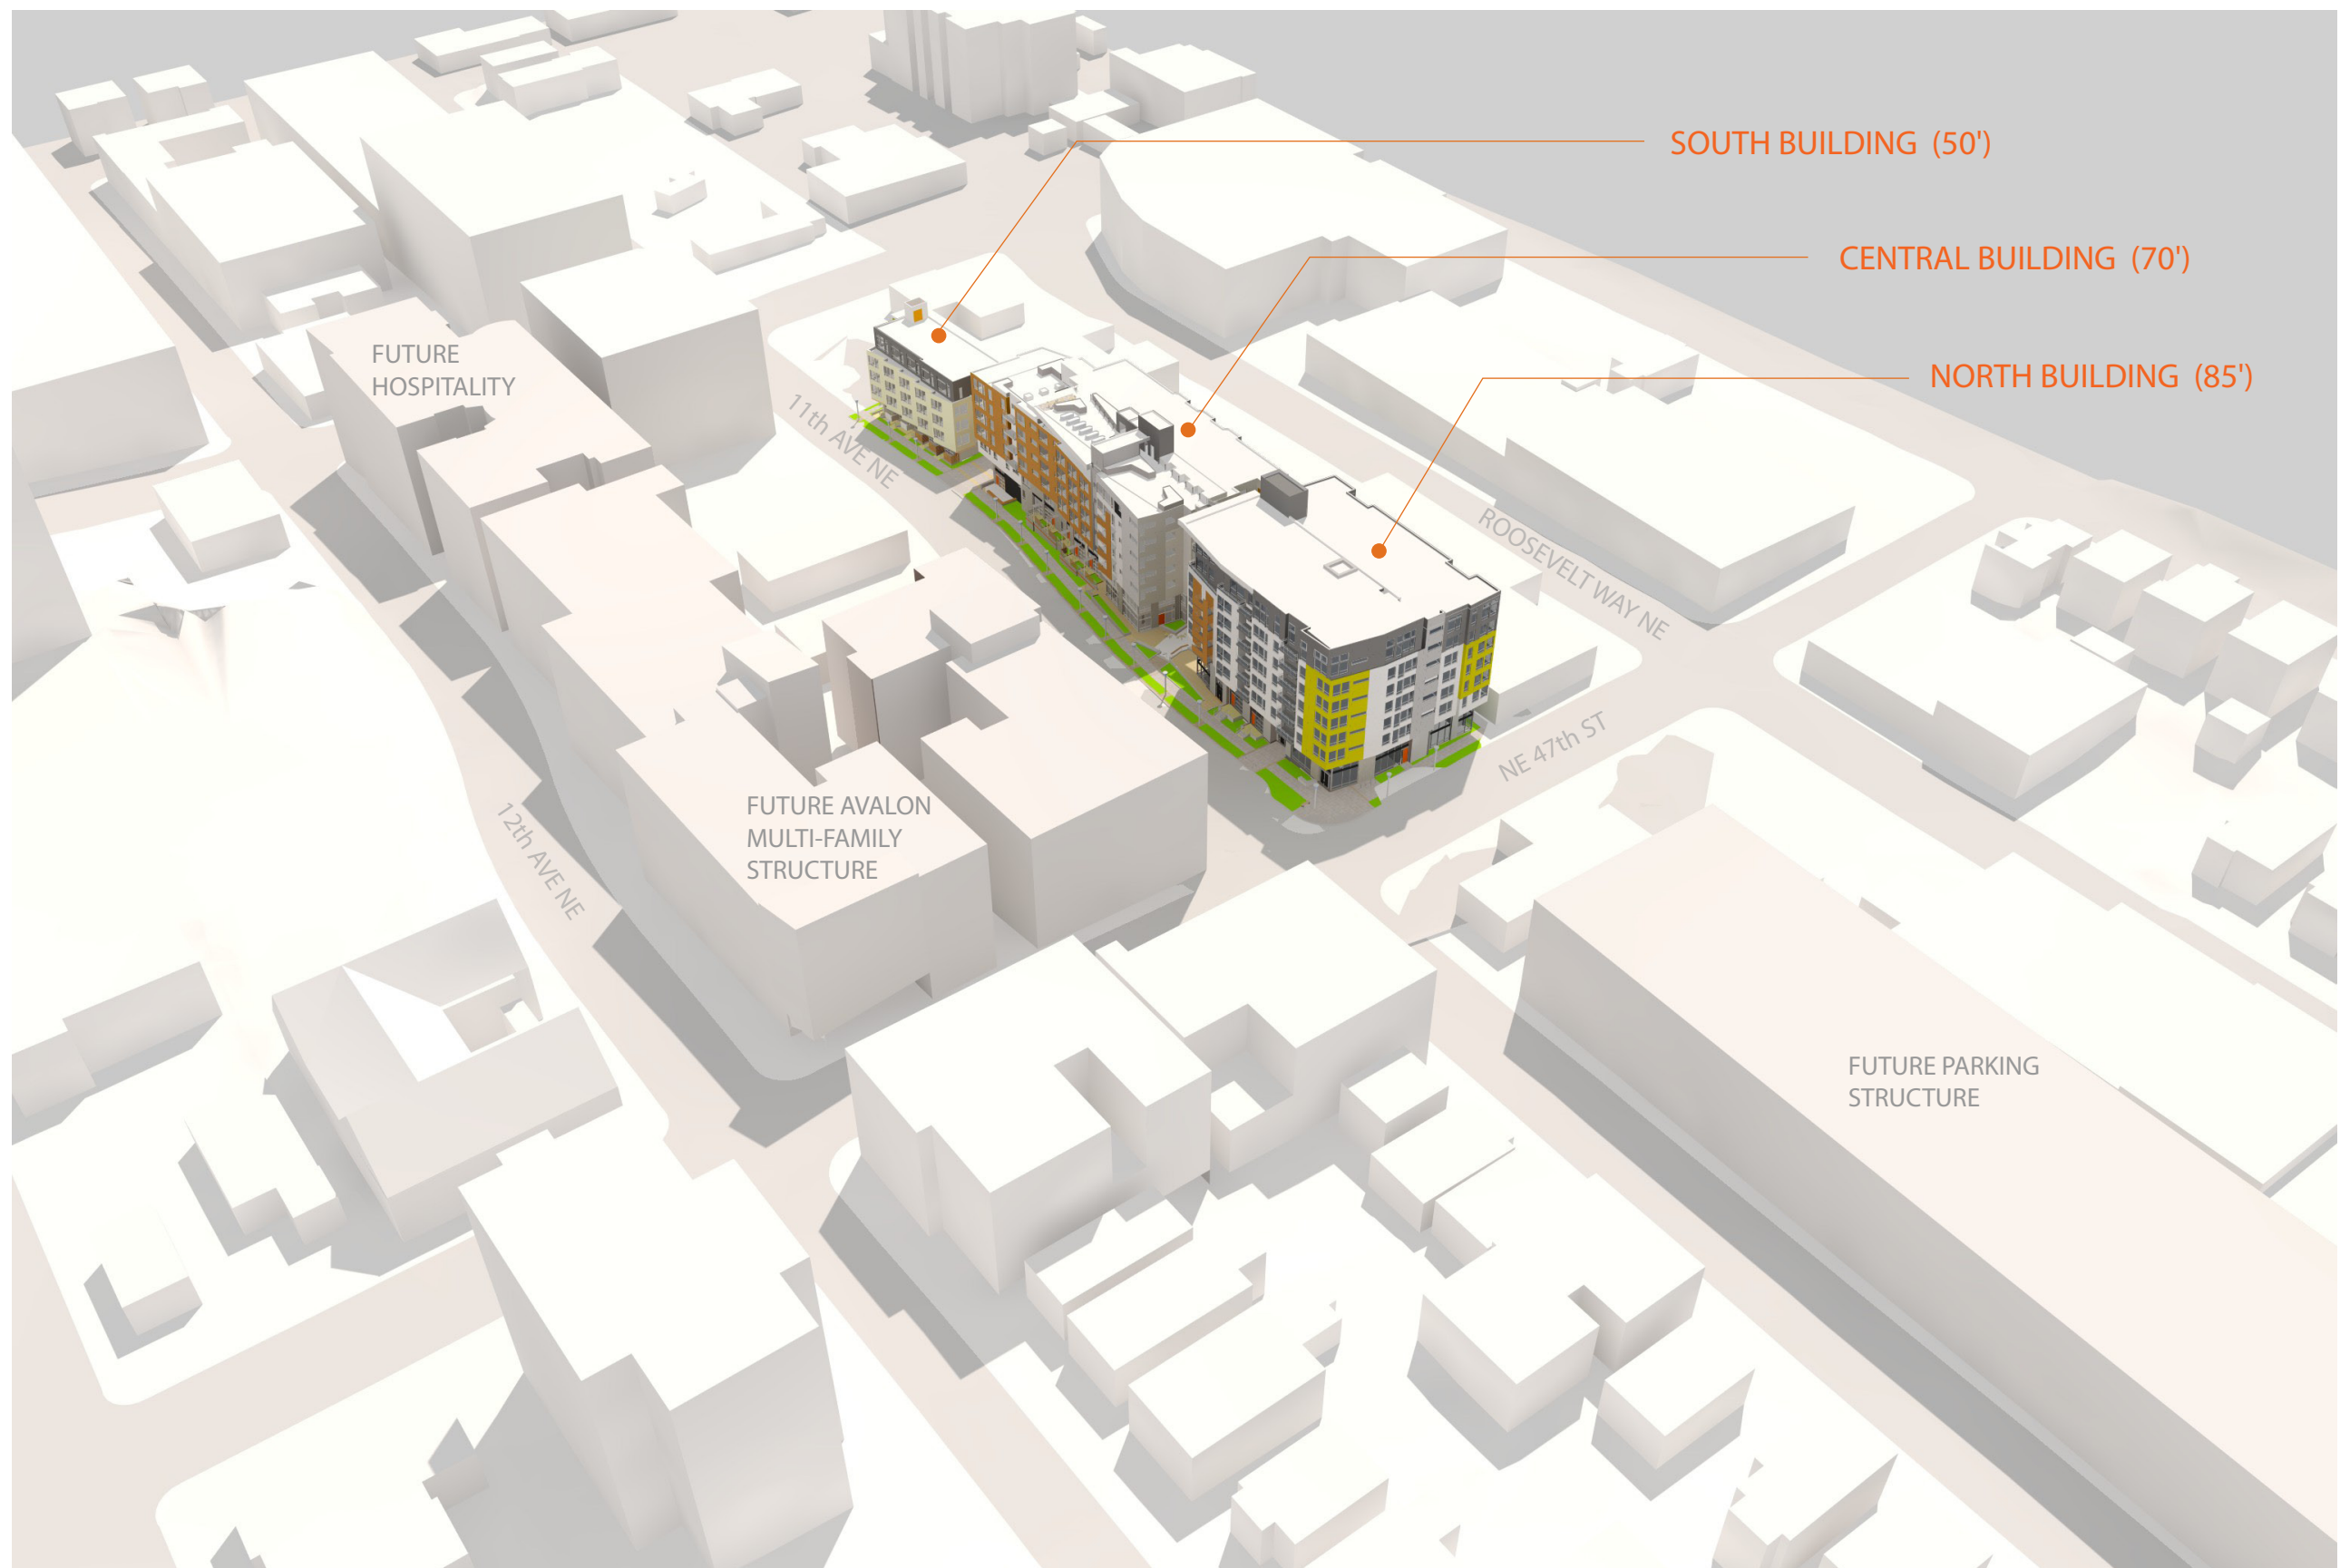 SOUTH BUILDING (50')
CENTRAL BUILDING (70')
NORTH BUILDING (85')
FUTURE
HOSPITALITY
11th AVE NE
ROOSEVELT WAY NE
NE 47th ST
FUTURE AVALON
MULTI-FAMILY
STRUCTURE
12th AVE NE
FUTURE PARKING
STRUCTURE